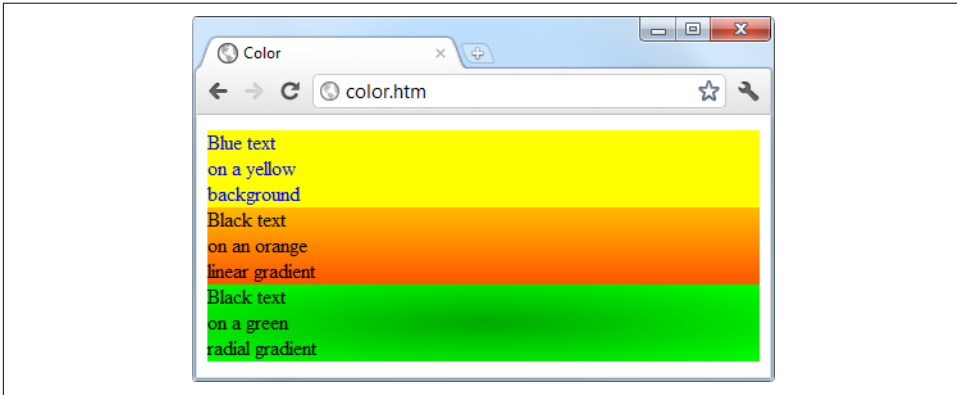 Color
color.htm
Blue text
on a yellow
background
Black text
on an orange
linear gradient
Black text
on a green
radial gradient